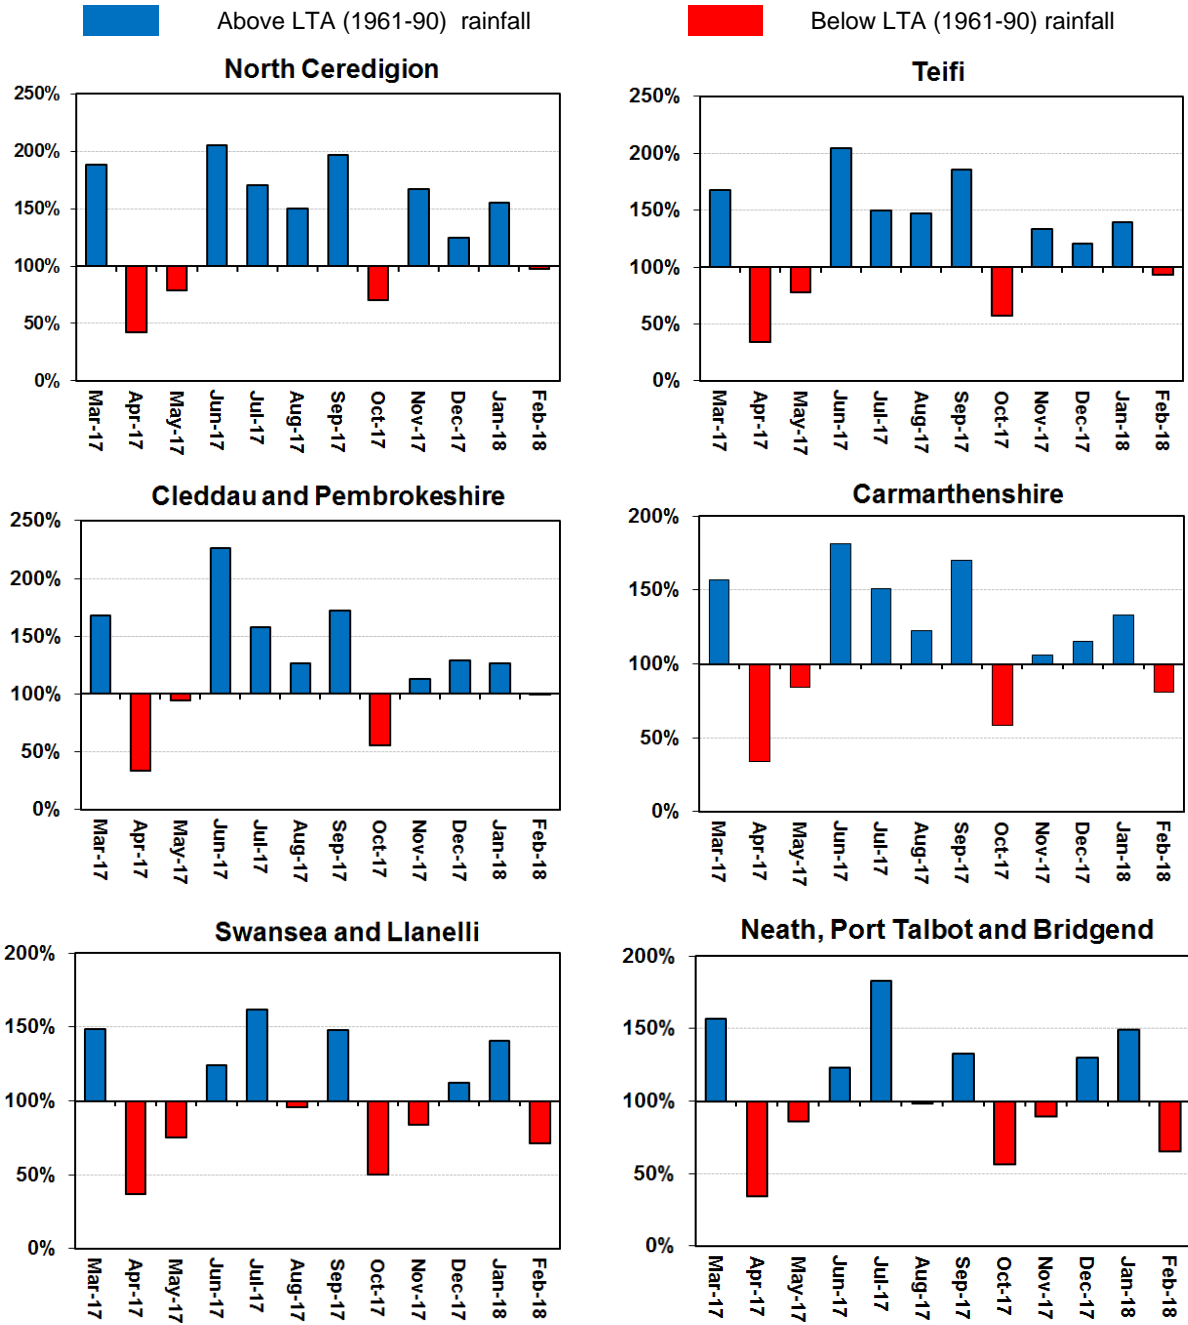 Above LTA (1961-90) rainfall
Below LTA (1961-90) rainfall
North Ceredigion
250%
200%
150%
100%
50%
0%
Mar-17
Apr-17
May-17
Jun-17
Jul-17
Aug-17
Sep-17
Oct-17
Nov-17
Dec-17
Jan-18
Feb-18
Teifi
250%
200%
150%
100%
50%
0%
Mar-17
Apr-17
May-17
Jun-17
Jul-17
Aug-17
Sep-17
Oct-17
Nov-17
Dec-17
Jan-18
Feb-18
Cleddau and Pembrokeshire
250%
200%
150%
100%
50%
0%
Mar-17
Apr-17
May-17
Jun-17
Jul-17
Aug-17
Sep-17
Oct-17
Nov-17
Dec-17
Jan-18
Feb-18
Carmarthenshire
200%
150%
100%
50%
0%
Mar-17
Apr-17
May-17
Jun-17
Jul-17
Aug-17
Sep-17
Oct-17
Nov-17
Dec-17
Jan-18
Feb-18
Swansea and Llanelli
200%
150%
100%
50%
0%
Mar-17
Apr-17
May-17
Jun-17
Jul-17
Aug-17
Sep-17
Oct-17
Nov-17
Dec-17
Jan-18
Feb-18
Neath, Port Talbot and Bridgend
200%
150%
100%
50%
0%
Mar-17
Apr-17
May-17
Jun-17
Jul-17
Aug-17
Sep-17
Oct-17
Nov-17
Dec-17
Jan-18
Feb-18